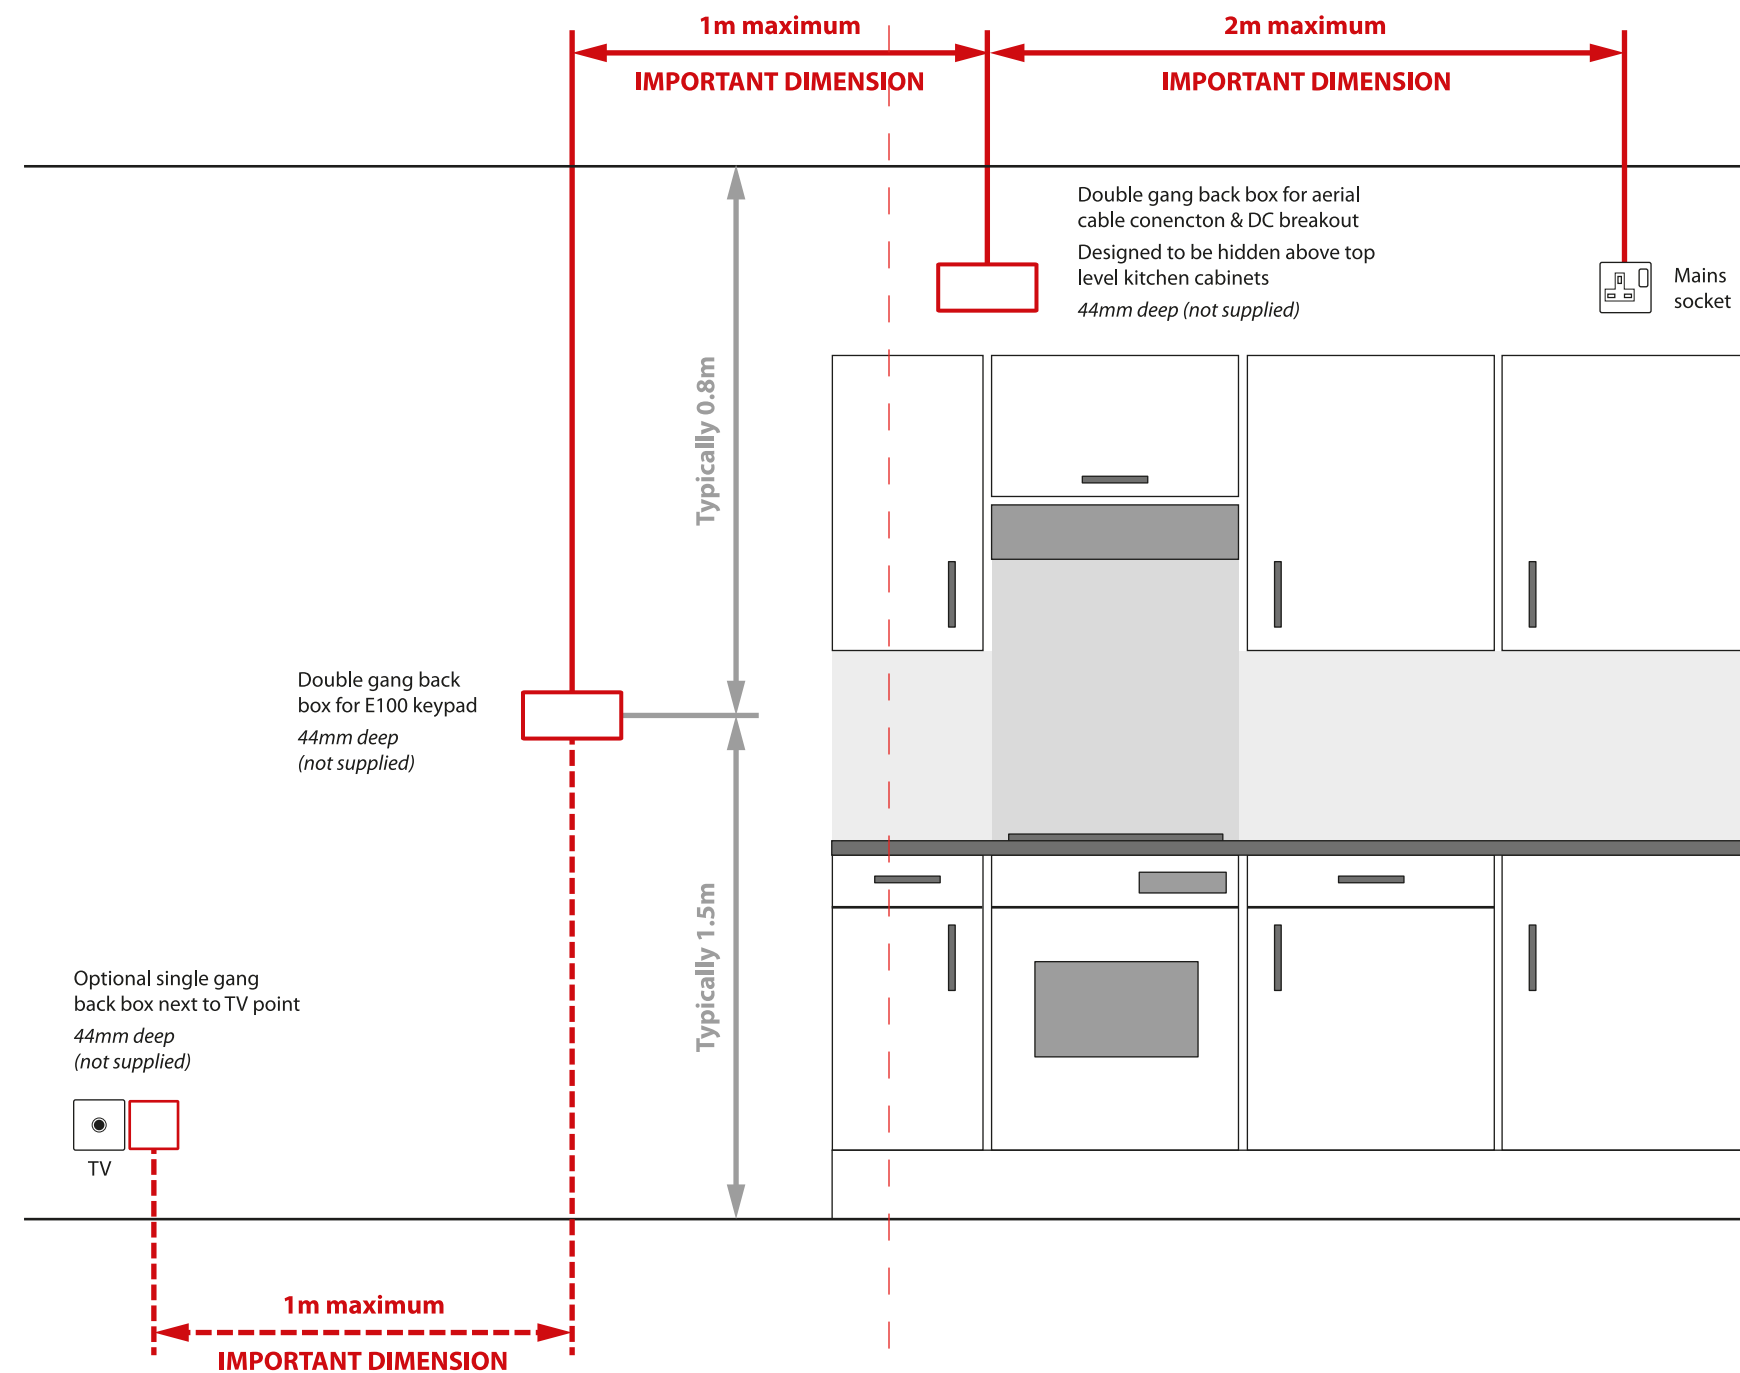 1m maximum
IMPORTANT DIMENSION
2m maximum
IMPORTANT DIMENSION
Double gang back box for aerial
cable conencton & DC breakout
Designed to be hidden above top
level kitchen cabinets
44mm deep (not supplied)
Mains
socket
Typically 0.8m
Double gang back
box for E100 keypad
44mm deep
(not supplied)
Typically 1.5m
Optional single gang
back box next to TV point
44mm deep
(not supplied)
TV
1m maximum
IMPORTANT DIMENSION